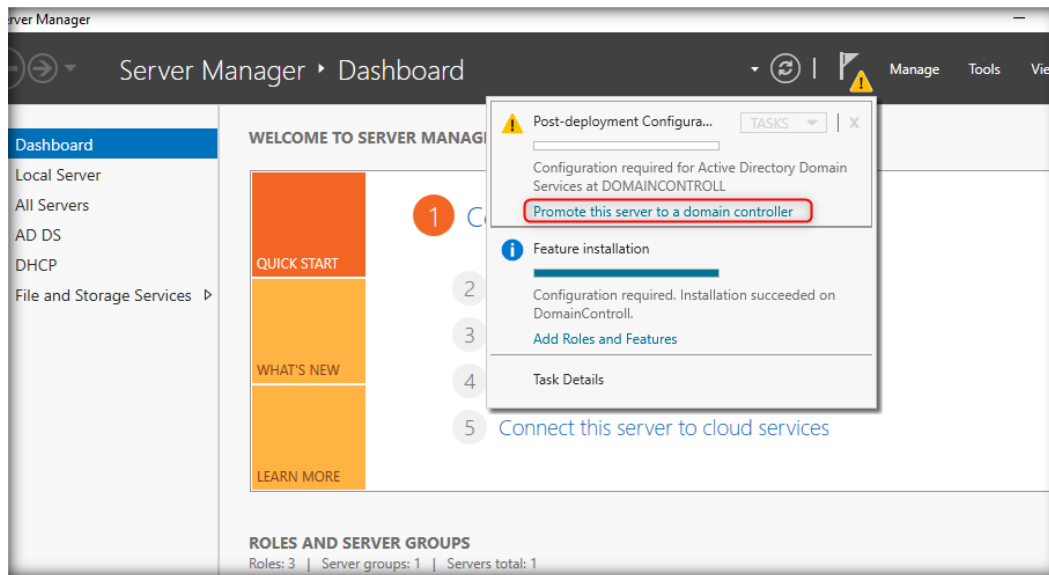 Server Manager
Server Manager • Dashboard
Manage Tools
Dashboard
Local Server
All Servers
AD DS
DHCP
File and Storage Services
WELCOME TO SERVER
QUICK START
WHAT'S NEW
LEARN MORE
1
2
3
4
5 Connect this server to cloud services
Post-deployment Configura... TASKS X
Configuration required for Active Directory Domain
Services at DOMAINCONTROLL
Promote this server to a domain controller
Feature installation
Configuration required. Installation succeeded on
DomainControll.
Add Roles and Features
Task Details
ROLES AND SERVER GROUPS
Roles: 3 | Server groups: 1 | Servers total: 1